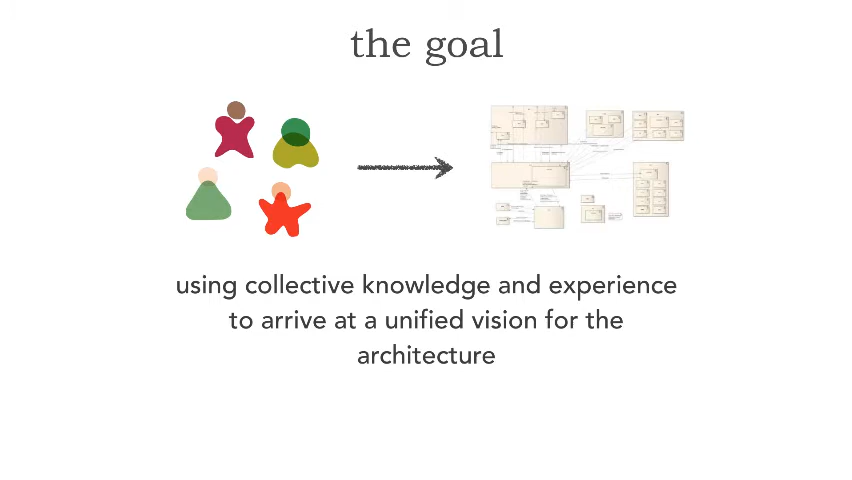 the goal
using collective knowledge and experience
to arrive at a unified vision for the
architecture